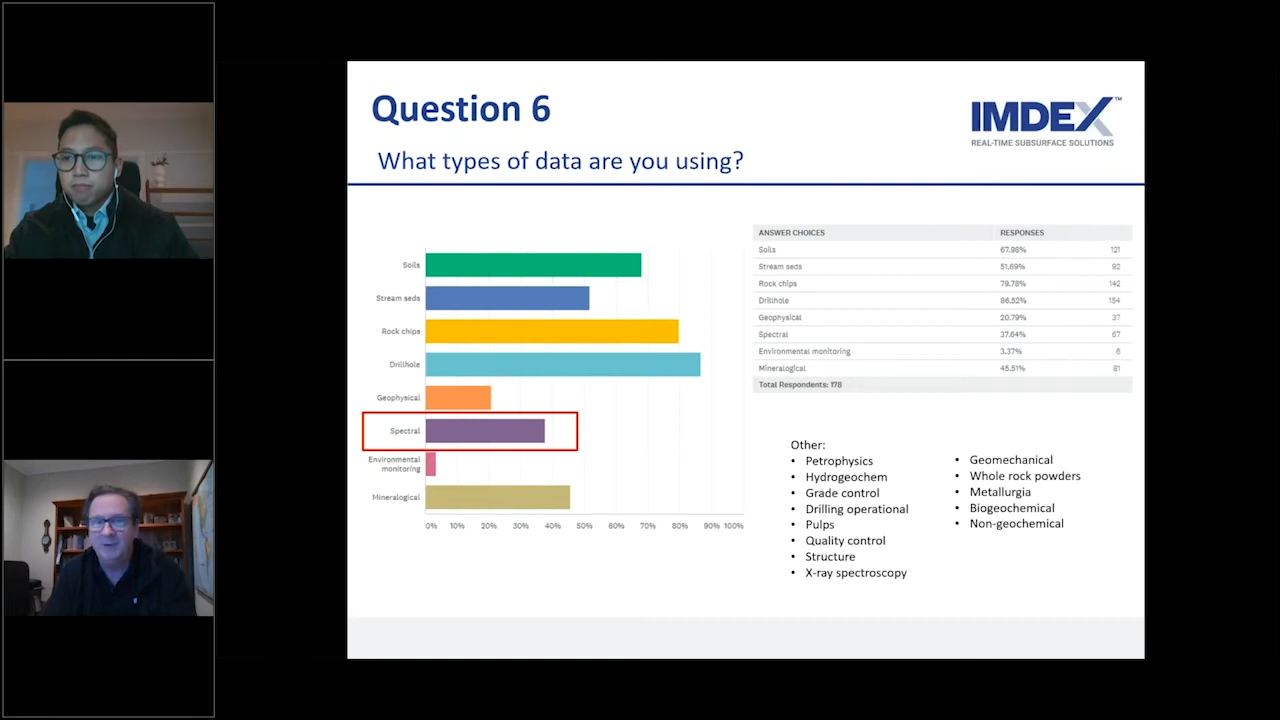 Question 6
What types of data are you using?
IMDEX™
REAL-TIME SUBSURFACE SOLUTIONS
Soils
Stream seds
Rock chips
Drillhole
Geophysical
Spectral
Environmental
monitoring
Mineralogical
0% 10% 20% 30% 40% 50% 60% 70% 80% 90% 100%
ANSWER CHOICES RESPONSES
Soils 67.98% 121
Stream seds 51.69% 92
Rock chips 79.78% 142
Drillhole 86.52% 154
Geophysical 20.79% 37
Spectral 37.64% 67
Environmental monitoring 3.37% 6
Mineralogical 45.51% 81
Total Respondents: 178
Other:
• Petrophysics
• Hydrogeochem
• Grade control
• Drilling operational
• Pulps
• Quality control
• Structure
• X-ray spectroscopy
• Geomechanical
• Whole rock powders
• Metallurgia
• Biogeochemical
• Non-geochemical